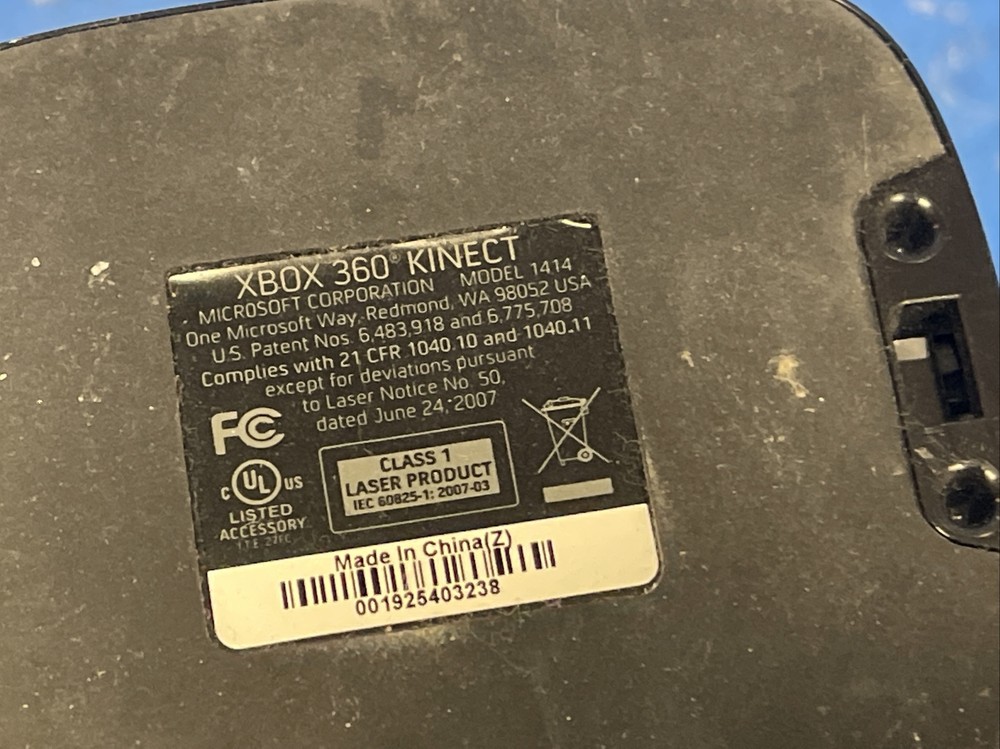 XBOX 360® KINECT
MICROSOFT CORPORATION MODEL 1414
One Microsoft Way, Redmond, WA 98052 USA
U.S. Patent Nos. 6,483,918 and 6,775,708
Complies with 21 CFR 1040.10 and 1040.11
except for deviations pursuant
to Laser Notice No. 50,
dated June 24, 2007
FC
C UL US
LISTED
ACCESSORY
I.T.E. 27FC
CLASS 1
LASER PRODUCT
IEC 60825-1: 2007-03
Made In China(Z)
001925403238